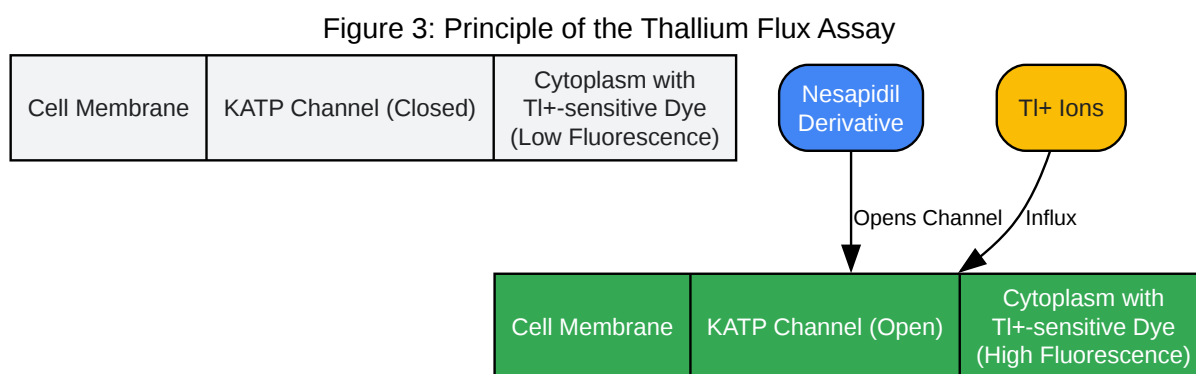 Figure 3: Principle of the Thallium Flux Assay
Cell Membrane
KATP Channel (Closed)
Cytoplasm with
Tl+-sensitive Dye
(Low Fluorescence)
Nesapidil
Derivative
Tl+ Ions
Opens Channel
Influx
Cell Membrane
KATP Channel (Open)
Cytoplasm with
Tl+-sensitive Dye
(High Fluorescence)